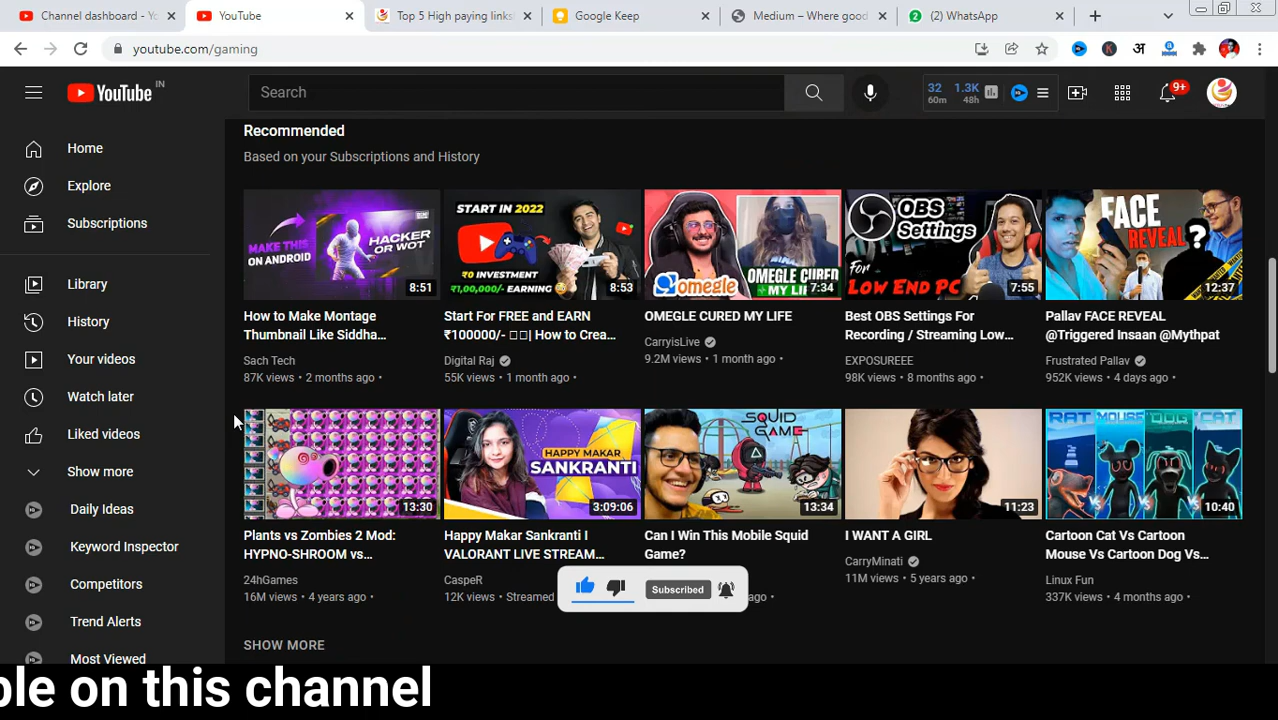 Channel dashboard - Yo
YouTube
Top 5 High paying links
Google Keep
Medium – Where good
(2) WhatsApp
youtube.com/gaming
अ
YouTube IN
Search
32 60m
1.3K 48h
9+
Home
Explore
Subscriptions
Library
History
Your videos
Watch later
Liked videos
Show more
Daily Ideas
Keyword Inspector
Competitors
Trend Alerts
Most Viewed
Recommended
Based on your Subscriptions and History
MAKE THIS
ON ANDROID
HACKER
OR WOT
8:51
How to Make Montage
Thumbnail Like Siddha...
Sach Tech
87K views • 2 months ago •
START IN 2022
₹0 INVESTMENT
₹1,00,000/- EARNING
8:53
Start For FREE and EARN
₹100000/- | How to Crea...
Digital Raj
55K views • 1 month ago •
omegle
OMEGLE CURED
MY LIFE
7:34
OMEGLE CURED MY LIFE
CarryisLive
9.2M views • 1 month ago •
OBS
Settings
For
LOW END PC
7:55
Best OBS Settings For
Recording / Streaming Low...
EXPOSUREEE
98K views • 8 months ago •
FACE
REVEAL
?
12:37
Pallav FACE REVEAL
@Triggered Insaan @Mythpat
Frustrated Pallav
952K views • 4 days ago •
13:30
Plants vs Zombies 2 Mod:
HYPNO-SHROOM vs...
24hGames
16M views • 4 years ago •
HAPPY MAKAR
SANKRANTI
3:09:06
Happy Makar Sankranti I
VALORANT LIVE STREAM...
CaspeR
12K views • Streamed
SQUID
GAME
13:34
Can I Win This Mobile Squid
Game?
ago •
11:23
I WANT A GIRL
CarryMinati
11M views • 5 years ago •
RAT MOUSE DOG CAT
VS VS VS
10:40
Cartoon Cat Vs Cartoon
Mouse Vs Cartoon Dog Vs...
Linux Fun
337K views • 4 months ago •
Subscribed
SHOW MORE
ble on this channel